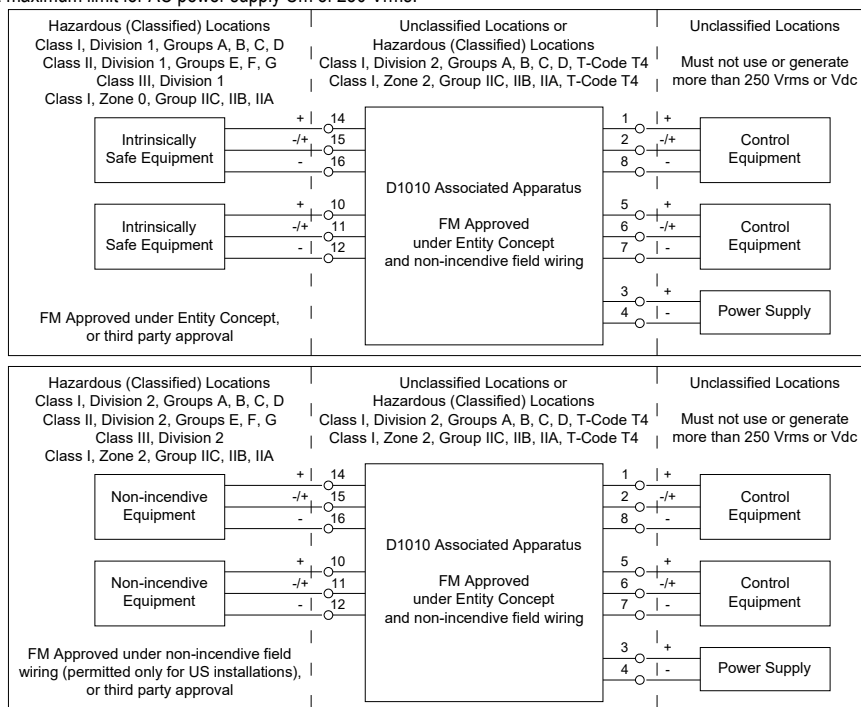 maximum limit for AC power supply Um of 250 Vrms.
Hazardous (Classified) Locations
Class I, Division 1, Groups A, B, C, D
Class II, Division 1, Groups E, F, G
Class III, Division 1
Class I, Zone 0, Group IIC, IIB, IIA
Unclassified Locations or
Hazardous (Classified) Locations
Class I, Division 2, Groups A, B, C, D, T-Code T4
Class I, Zone 2, Group IIC, IIB, IIA, T-Code T4
Unclassified Locations
Must not use or generate
more than 250 Vrms or Vdc
Intrinsically
Safe Equipment
+ 14
-/+ 15
- 16
Intrinsically
Safe Equipment
+ 10
-/+ 11
- 12
FM Approved under Entity Concept,
or third party approval
D1010 Associated Apparatus
FM Approved
under Entity Concept
and non-incendive field wiring
1 +
2 -/+
8 -
Control
Equipment
5 +
6 -/+
7 -
Control
Equipment
3 +
4 -
Power Supply
Hazardous (Classified) Locations
Class I, Division 2, Groups A, B, C, D
Class II, Division 2, Groups E, F, G
Class III, Division 2
Class I, Zone 2, Group IIC, IIB, IIA
Unclassified Locations or
Hazardous (Classified) Locations
Class I, Division 2, Groups A, B, C, D, T-Code T4
Class I, Zone 2, Group IIC, IIB, IIA, T-Code T4
Unclassified Locations
Must not use or generate
more than 250 Vrms or Vdc
Non-incendive
Equipment
+ 14
-/+ 15
- 16
Non-incendive
Equipment
+ 10
-/+ 11
- 12
FM Approved under non-incendive field
wiring (permitted only for US installations),
or third party approval
D1010 Associated Apparatus
FM Approved
under Entity Concept
and non-incendive field wiring
1 +
2 -/+
8 -
Control
Equipment
5 +
6 -/+
7 -
Control
Equipment
3 +
4 -
Power Supply